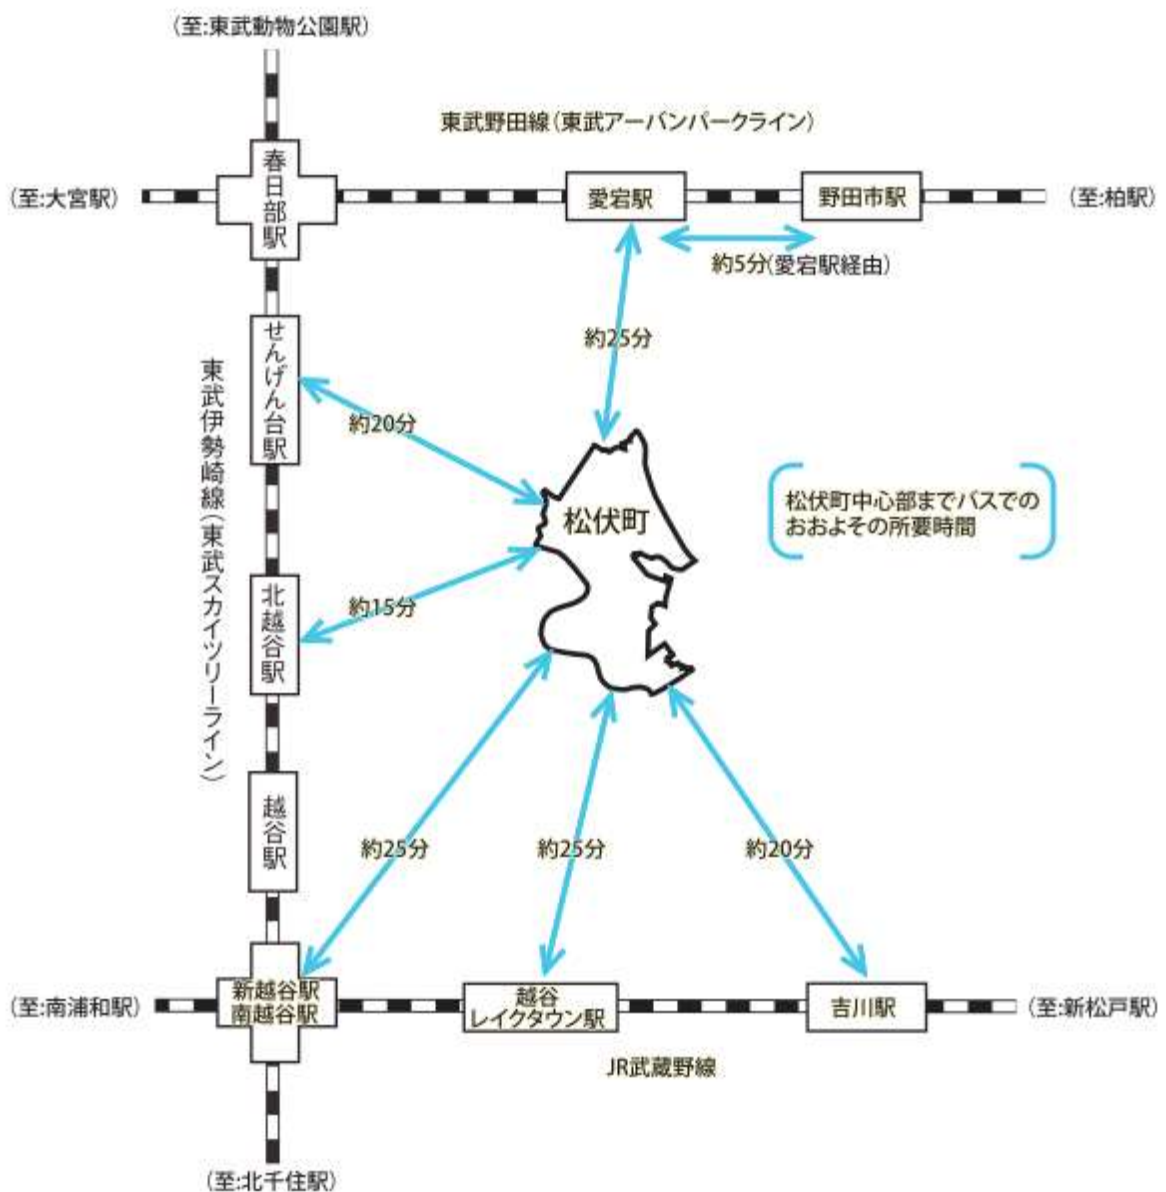 (至:東武動物公園駅)
東武野田線(東武アーバンパークライン)
(至:大宮駅)
春日部駅
愛宕駅
野田市駅
(至:柏駅)
約5分(愛宕駅経由)
約25分
せんげん台駅
東武伊勢崎線(東武スカイツリーライン)
約20分
松伏町
松伏町中心部までバスでの
おおよその所要時間
北越谷駅
約15分
越谷駅
約25分
約25分
約20分
(至:南浦和駅)
新越谷駅
南越谷駅
越谷
レイクタウン駅
吉川駅
(至:新松戸駅)
JR武蔵野線
(至:北千住駅)